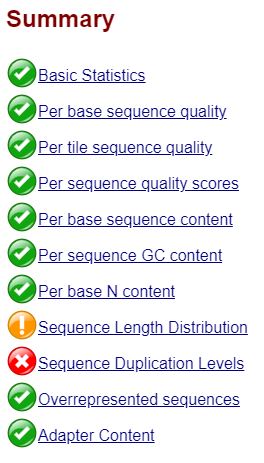 Summary
Basic Statistics
Per base sequence quality
Per tile sequence quality
Per sequence quality scores
Per base sequence content
Per sequence GC content
Per base N content
Sequence Length Distribution
Sequence Duplication Levels
Overrepresented sequences
Adapter Content